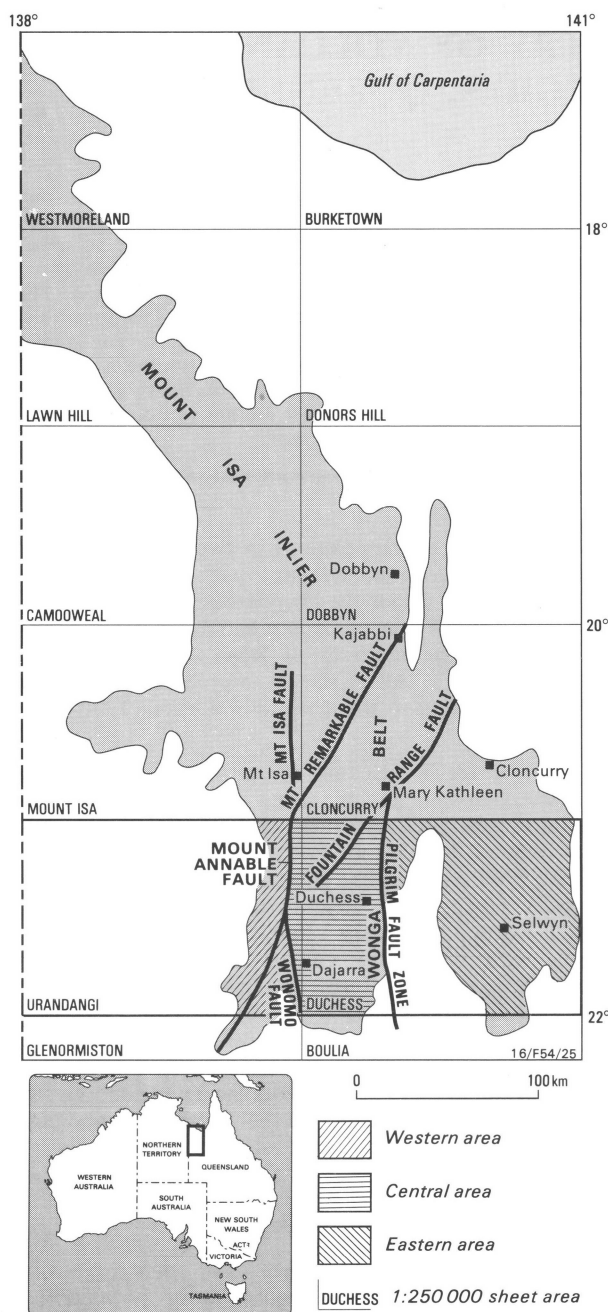 138°
141°
Gulf of Carpentaria
WESTMORELAND
BURKETOWN
18°
MOUNT
ISA
INLIER
LAWN HILL
DONORS HILL
Dobbyn
CAMOOWEAL
DOBBYN
20°
Kajabbi
MT ISA FAULT
MT REMARKABLE FAULT
BELT
RANGE FAULT
Mt Isa
Cloncurry
Mary Kathleen
MOUNT ISA
CLONCURRY
MOUNT
ANNABLE
FAULT
FOUNTAIN
PILGRIM FAULT ZONE
Duchess
WONGA
Selwyn
Dajarra
WONOMO
FAULT
URANDANGI
DUCHESS
22°
GLENORMISTON
BOULIA
16/F54/25
0
100 km
WESTERN
AUSTRALIA
NORTHERN
TERRITORY
QUEENSLAND
SOUTH
AUSTRALIA
NEW SOUTH
WALES
ACT
VICTORIA
TASMANIA
Western area
Central area
Eastern area
DUCHESS 1:250 000 sheet area